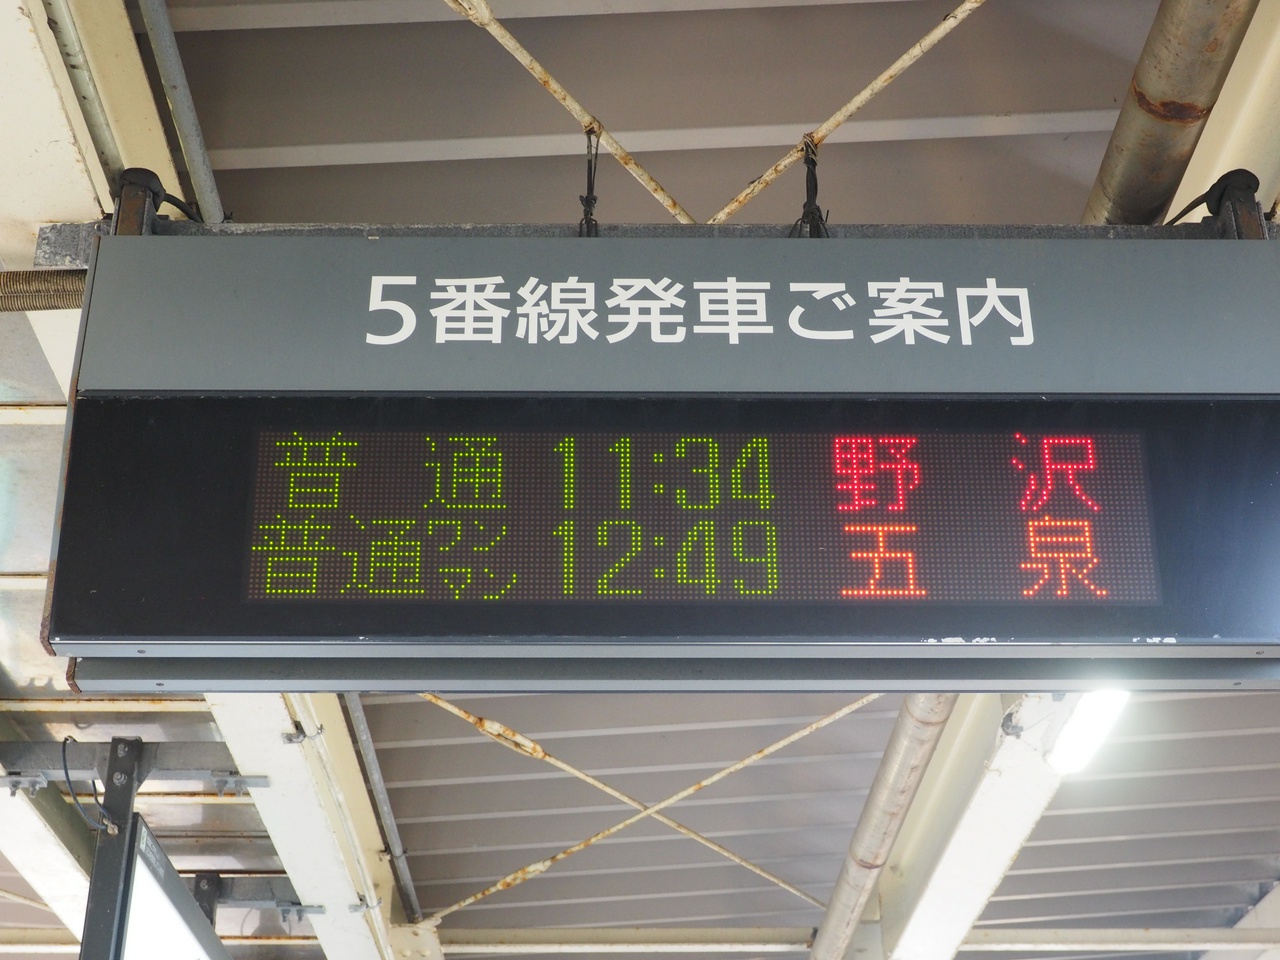 5番線発車ご案内
普通 11:34 野沢
普通ワンマン 12:49 五泉